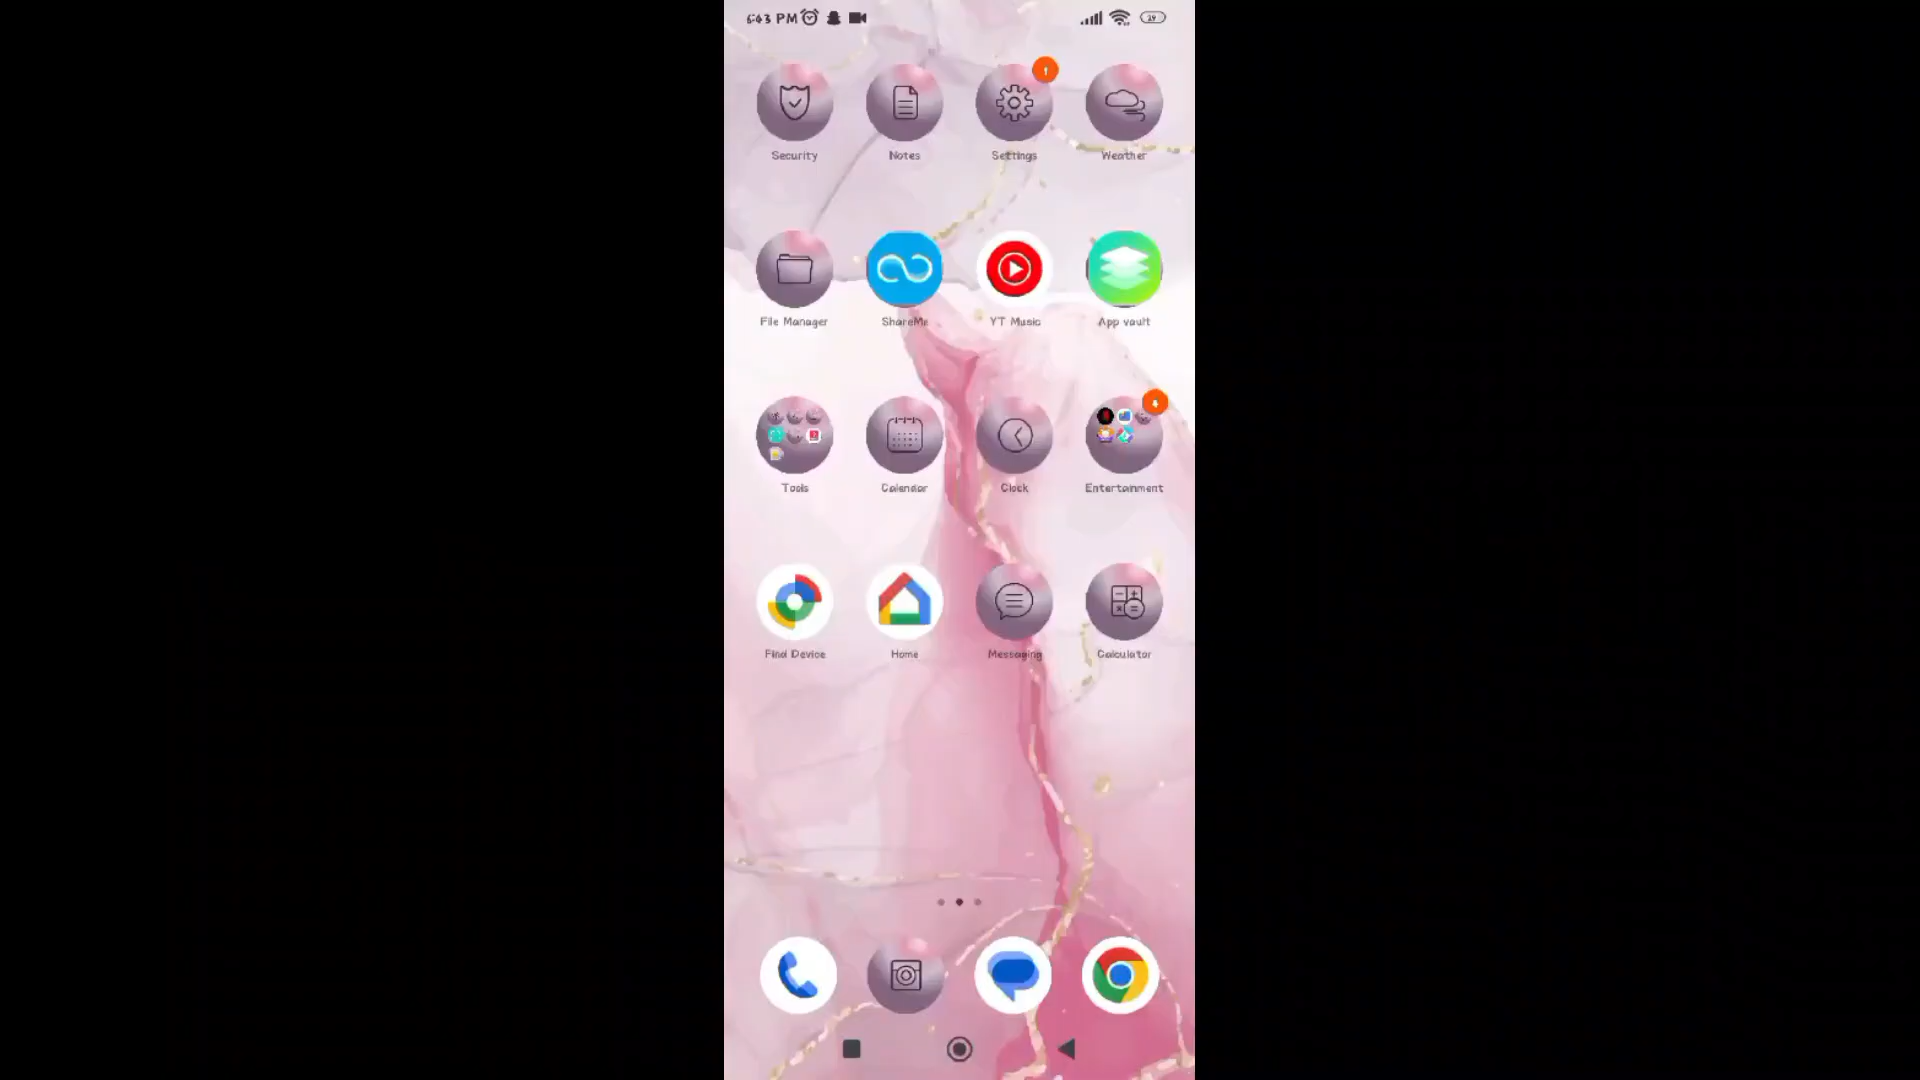 PM
Security Notes Settings Weather
File Manager ShareMe YT Music App vault
Tools Calendar Clock Entertainment
Find Device Home Messaging Calculator